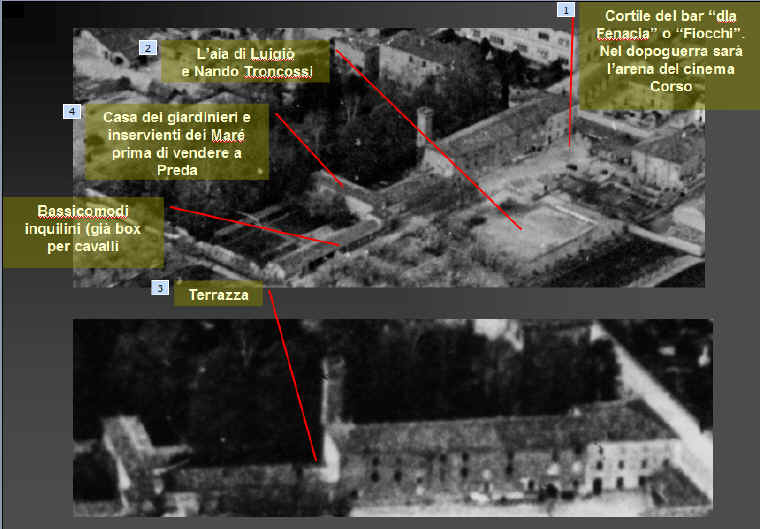 1
Cortile del bar “dla
Fenacia” o “Fiocchi”.
Nel dopoguerra sarà
l’arena del cinema
Corso
2
L’aia di Luigiò
e Nando Troncossi
4
Casa dei giardinieri e
inservienti dei Maré
prima di vendere a
Preda
Bassicomodi
inquilini (già box
per cavalli
3
Terrazza